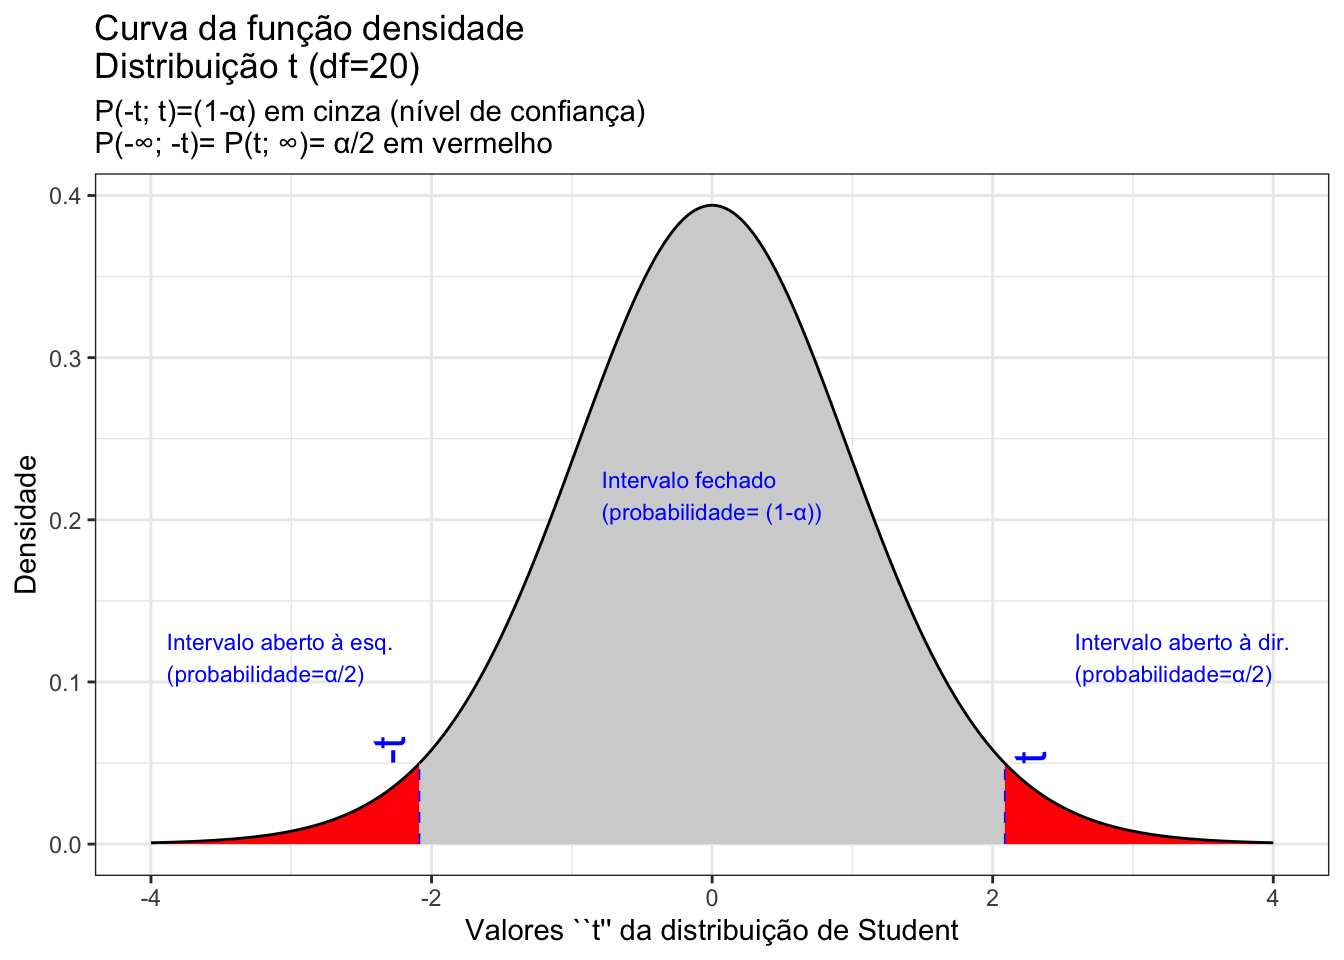 Curva da função densidade
Distribuição t (df=20)
P(-t; t)=(1-α) em cinza (nível de confiança)
P(-∞; -t)= P(t; ∞)= α/2 em vermelho
0.4
0.3
0.2
0.1
0.0
Densidade
Intervalo fechado
(probabilidade= (1-α))
Intervalo aberto à esq.
(probabilidade=α/2)
Intervalo aberto à dir.
(probabilidade=α/2)
-t
t
-4
-2
0
2
4
Valores ``t'' da distribuição de Student